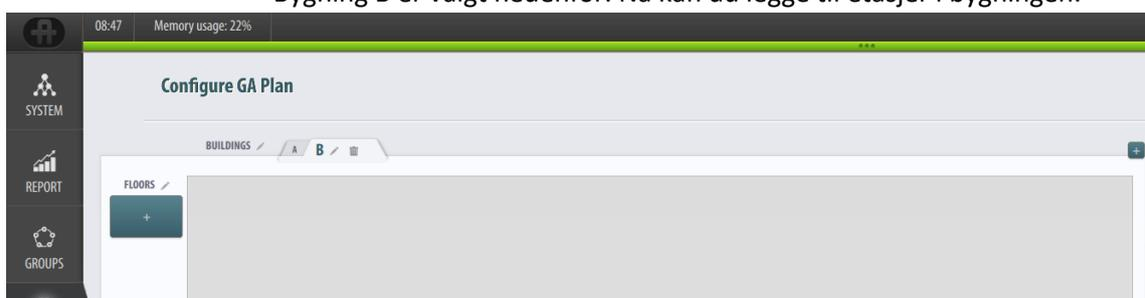 Bygning B er valgt nedenfor. Nå kan du legge til etasjer i bygningen.
08:47 Memory usage: 22%
Configure GA Plan
SYSTEM
BUILDINGS A B
REPORT
FLOORS
+
+
GROUPS